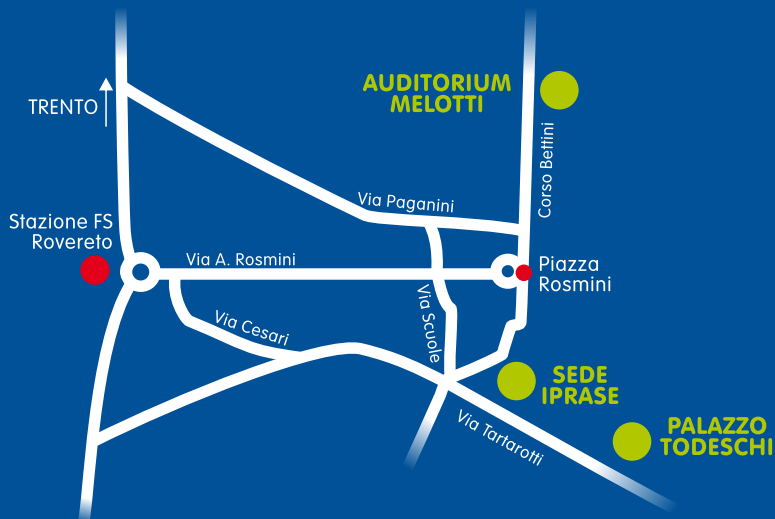 AUDITORIUM
MELOTTI
TRENTO
Corso Bettini
Via Paganini
Stazione FS
Rovereto
Via A. Rosmini
Piazza
Rosmini
Via Scuole
Via Cesari
SEDE
IPRASE
Via Tartarotti
PALAZZO
TODESCHI